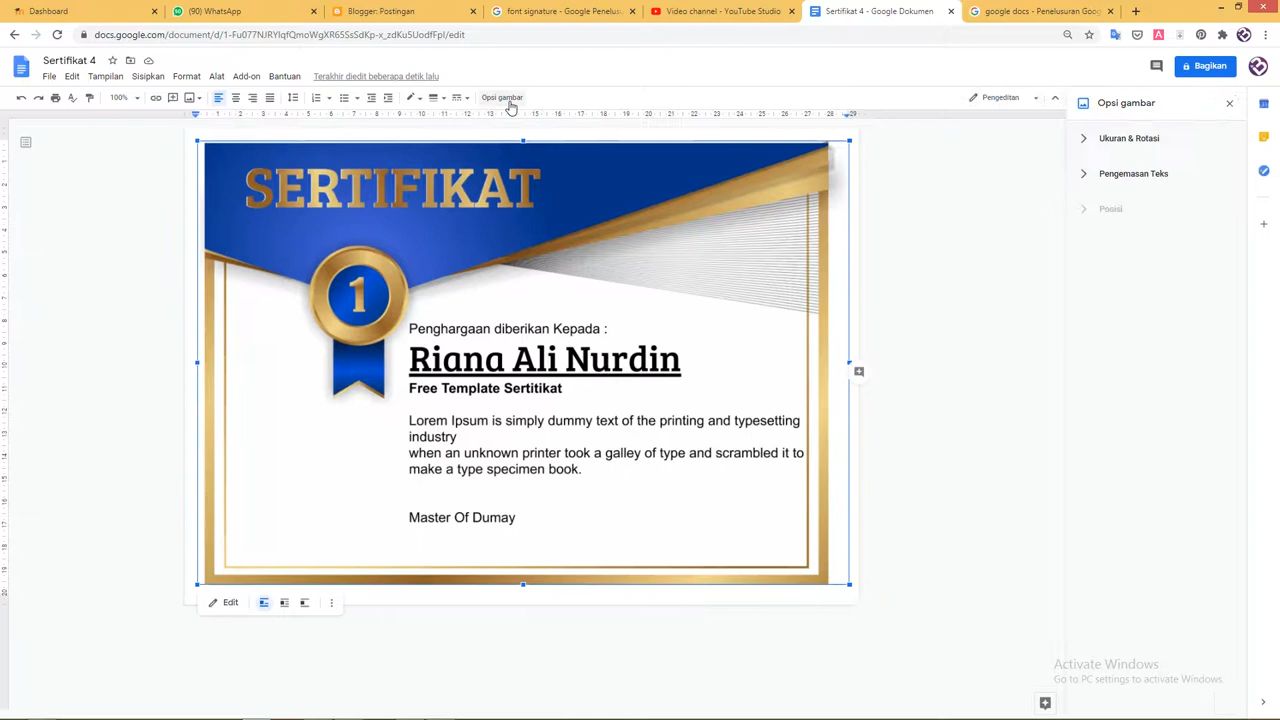 Dashboard
(90) WhatsApp
Blogger: Postingan
font signature - Google Penelus
Video channel - YouTube Studio
Sertifikat 4 - Google Dokumen
google docs - Penelusuran Goo
docs.google.com/document/d/1-Fu077NJRYlqfQmoWgXR65SsSdKp-x_zdKu5UodfFpI/edit
Sertifikat 4
File Edit Tampilan Sisipkan Format Alat Add-on Bantuan Terakhir diedit beberapa detik lalu
Bagikan
100%
Opsi gambar
Pengeditan
Opsi gambar
Ukuran & Rotasi
Pengemasan Teks
Posisi
SERTIFIKAT
1
Penghargaan diberikan Kepada :
Riana Ali Nurdin
Free Template Sertitikat
Lorem Ipsum is simply dummy text of the printing and typesetting
industry
when an unknown printer took a galley of type and scrambled it to
make a type specimen book.
Master Of Dumay
Edit
Activate Windows
Go to PC settings to activate Windows.